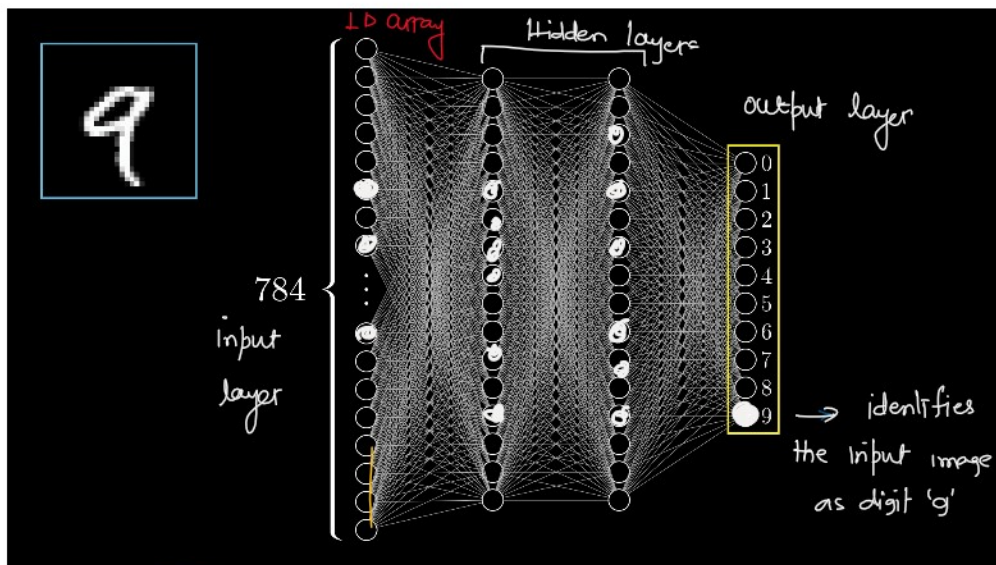 1D array
Hidden layers
output layer
0
1
2
3
4
5
6
7
8
9
784
input
layer
→ identifies
the input image
as digit '9'